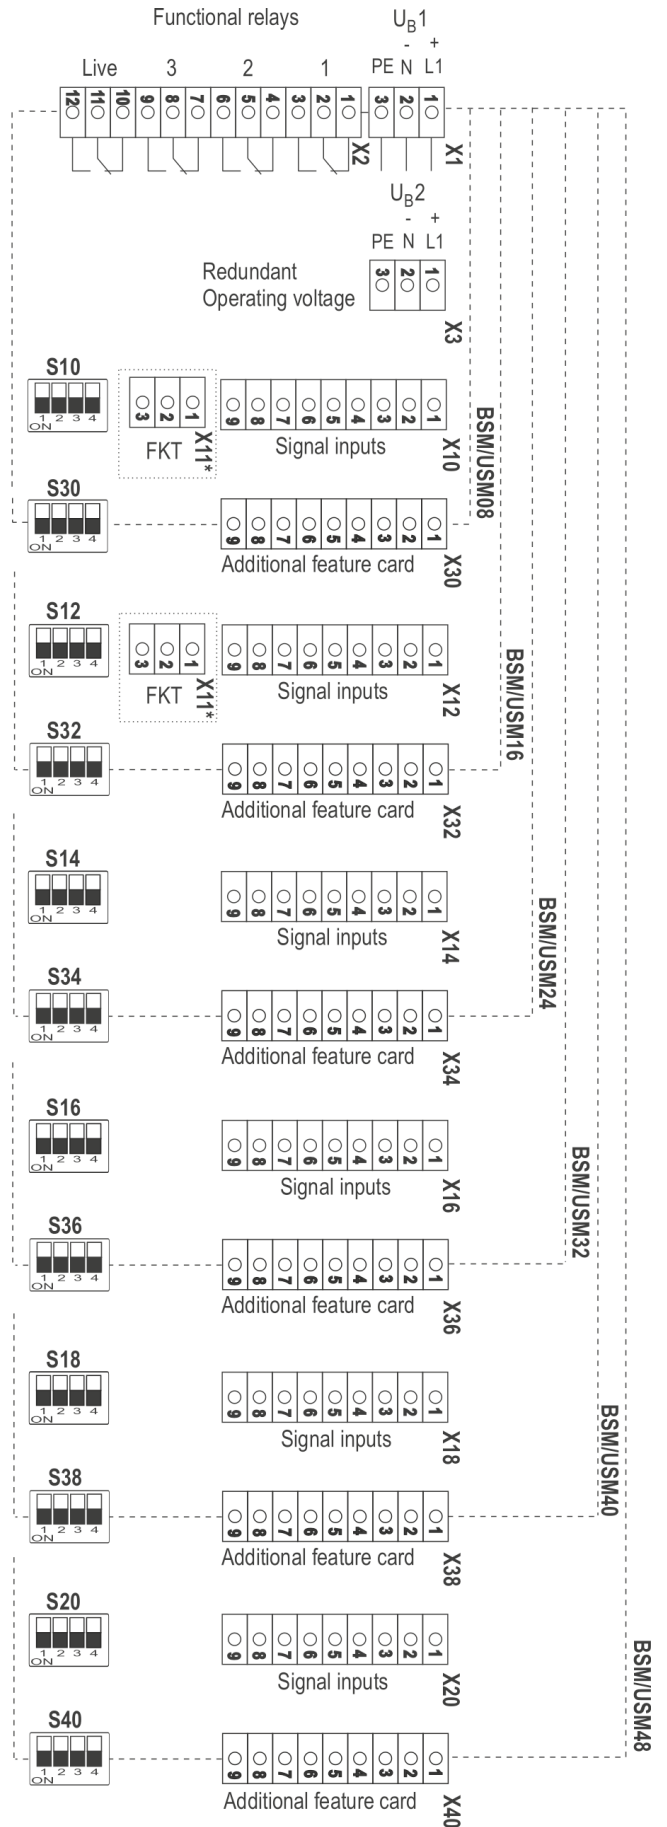 Functional relays
UB1
- +
Live 3 2 1 PE N L1
12 11 10 9 8 7 6 5 4 3 2 1
3 2 1
X2
X1
UB2
- +
PE N L1
Redundant
Operating voltage
3 2 1
X3
S10
1 2 3 4
ON
3 2 1
X11*
FKT
9 8 7 6 5 4 3 2 1
Signal inputs
X10
BSM/USM08
S30
1 2 3 4
ON
9 8 7 6 5 4 3 2 1
Additional feature card
X30
S12
1 2 3 4
ON
3 2 1
X11*
FKT
9 8 7 6 5 4 3 2 1
Signal inputs
X12
BSM/USM16
S32
1 2 3 4
ON
9 8 7 6 5 4 3 2 1
Additional feature card
X32
S14
1 2 3 4
ON
9 8 7 6 5 4 3 2 1
Signal inputs
X14
BSM/USM24
S34
1 2 3 4
ON
9 8 7 6 5 4 3 2 1
Additional feature card
X34
S16
1 2 3 4
ON
9 8 7 6 5 4 3 2 1
Signal inputs
X16
BSM/USM32
S36
1 2 3 4
ON
9 8 7 6 5 4 3 2 1
Additional feature card
X36
S18
1 2 3 4
ON
9 8 7 6 5 4 3 2 1
Signal inputs
X18
BSM/USM40
S38
1 2 3 4
ON
9 8 7 6 5 4 3 2 1
Additional feature card
X38
S20
1 2 3 4
ON
9 8 7 6 5 4 3 2 1
Signal inputs
X20
BSM/USM48
S40
1 2 3 4
ON
9 8 7 6 5 4 3 2 1
Additional feature card
X40